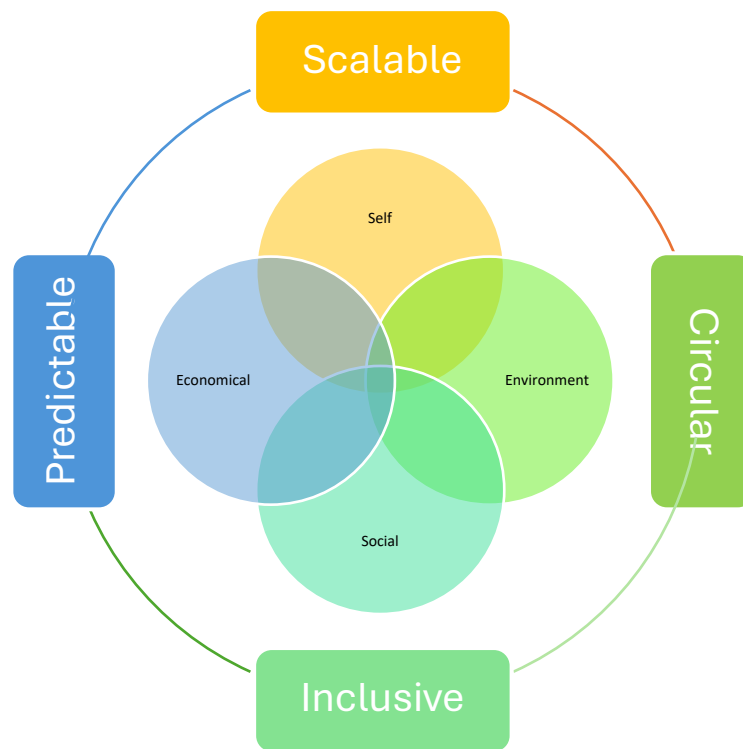 Scalable
Self
Predictable
Economical
Environment
Circular
Social
Inclusive